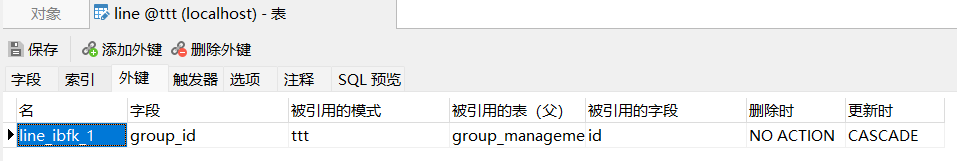 对象 line @ttt (localhost) - 表
保存 添加外键 删除外键
字段 索引 外键 触发器 选项 注释 SQL 预览
名 字段 被引用的模式 被引用的表（父） 被引用的字段 删除时 更新时
line_ibfk_1 group_id ttt group_manageme id NO ACTION CASCADE